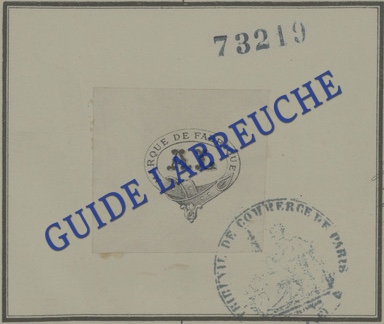 73219
MARQUE DE FABRIQUE
GUIDE LABREUCHE
TRIBUNAL DE COMMERCE DE PARIS